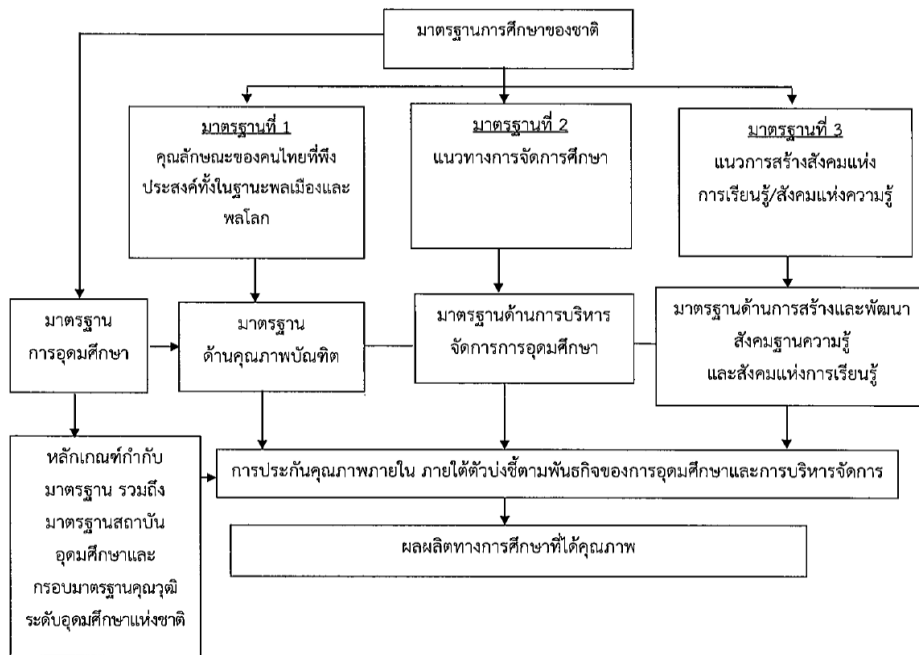 มาตรฐานการศึกษาของชาติ
มาตรฐานที่ 1
คุณลักษณะของคนไทยที่พึง
ประสงค์ทั้งในฐานะพลเมืองและ
พลโลก
มาตรฐานที่ 2
แนวทางการจัดการศึกษา
มาตรฐานที่ 3
แนวการสร้างสังคมแห่ง
การเรียนรู้/สังคมแห่งความรู้
มาตรฐาน
การอุดมศึกษา
มาตรฐาน
ด้านคุณภาพบัณฑิต
มาตรฐานด้านการบริหาร
จัดการการอุดมศึกษา
มาตรฐานด้านการสร้างและพัฒนา
สังคมฐานความรู้
และสังคมแห่งการเรียนรู้
หลักเกณฑ์กำกับ
มาตรฐาน รวมถึง
มาตรฐานสถาบัน
อุดมศึกษาและ
กรอบมาตรฐานคุณวุฒิ
ระดับอุดมศึกษาแห่งชาติ
การประกันคุณภาพภายใน ภายใต้ตัวบ่งชี้ตามพันธกิจของการอุดมศึกษาและการบริหารจัดการ
ผลผลิตทางการศึกษาที่ได้คุณภาพ